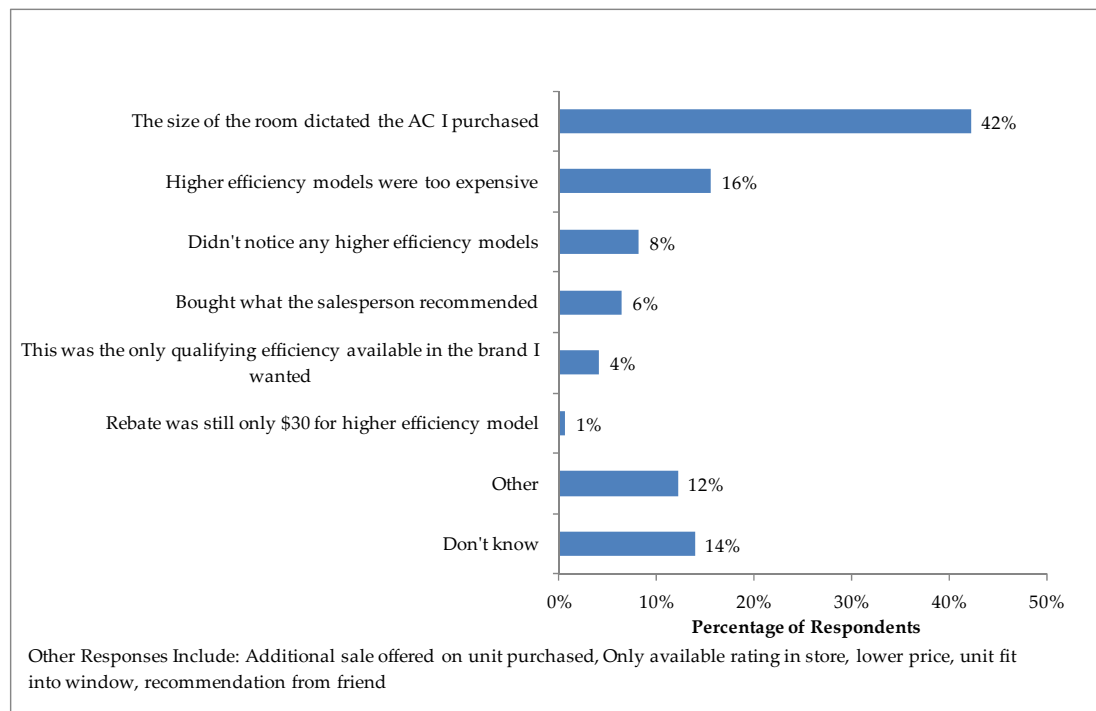 The size of the room dictated the AC I purchased
42%
Higher efficiency models were too expensive
16%
Didn't notice any higher efficiency models
8%
Bought what the salesperson recommended
6%
This was the only qualifying efficiency available in the brand I
wanted
4%
Rebate was still only $30 for higher efficiency model
1%
Other
12%
Don't know
14%
0% 10% 20% 30% 40% 50%
Percentage of Respondents
Other Responses Include: Additional sale offered on unit purchased, Only available rating in store, lower price, unit fit
into window, recommendation from friend